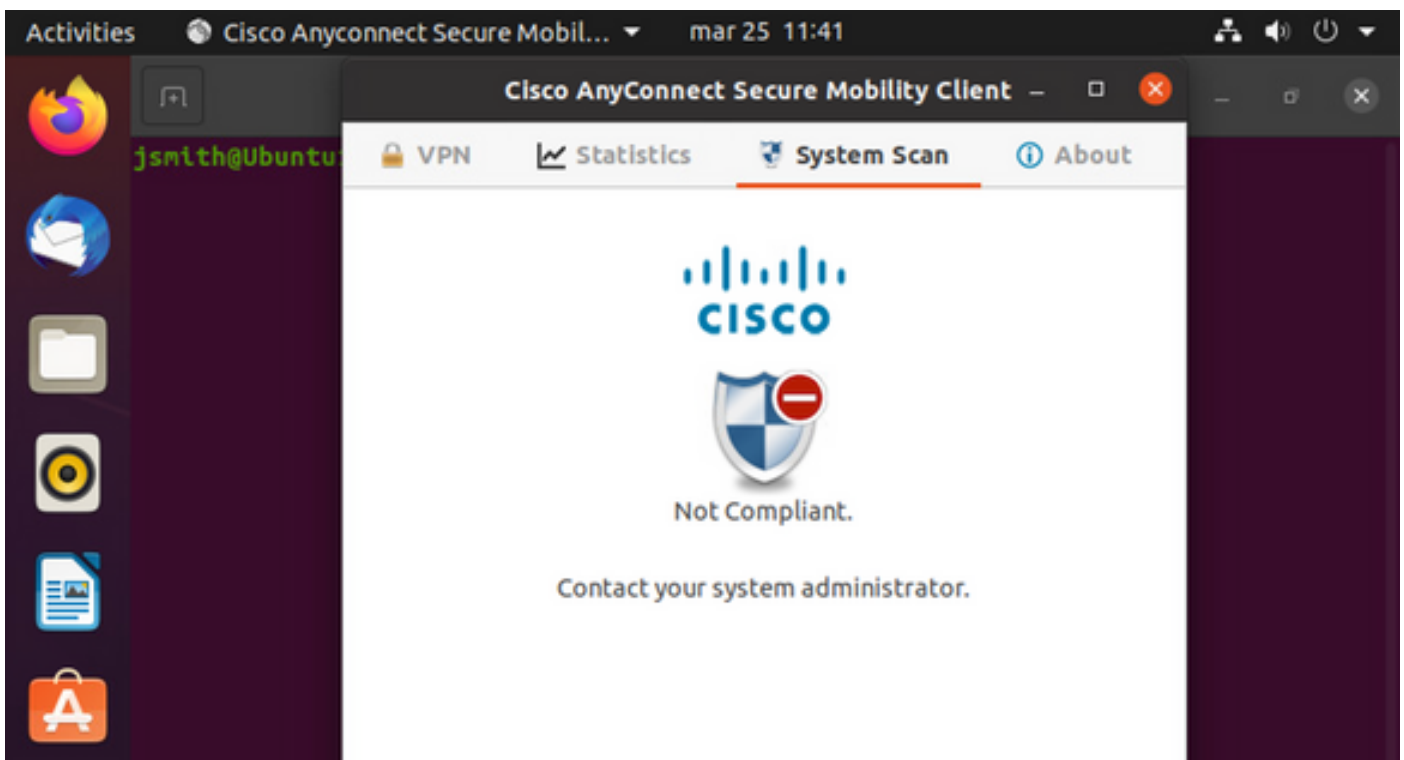 Activities Cisco Anyconnect Secure Mobil... mar 25 11:41
Cisco AnyConnect Secure Mobility Client
jsmith@Ubuntu
VPN Statistics System Scan About
CISCO
Not Compliant.
Contact your system administrator.